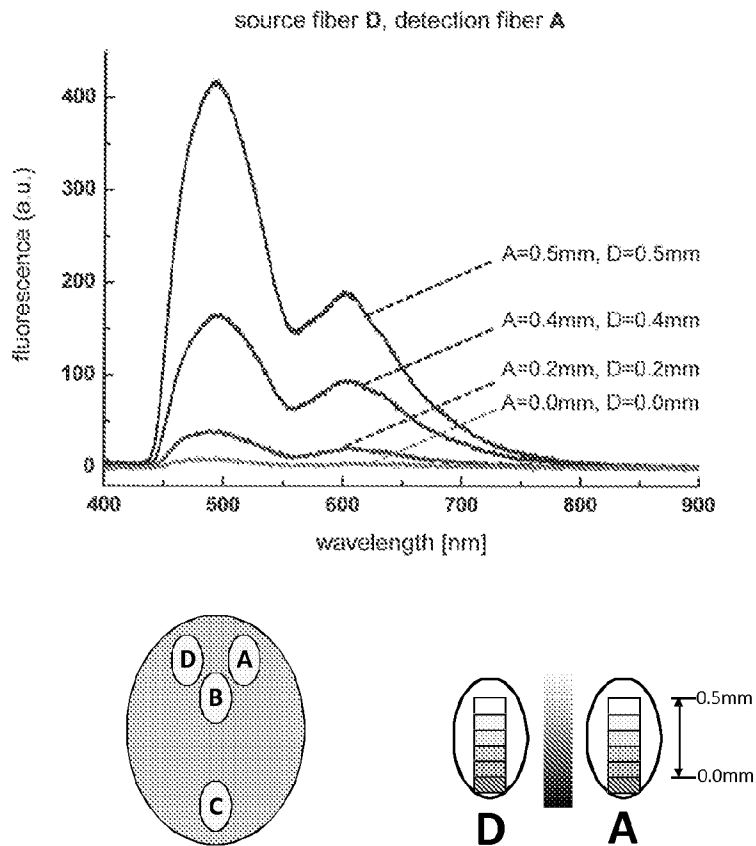 source fiber D, detection fiber A
400
300
200
100
0
fluorescence (a.u.)
A=0.5mm, D=0.5mm
A=0.4mm, D=0.4mm
A=0.2mm, D=0.2mm
A=0.0mm, D=0.0mm
400 500 600 700 800 900
wavelength [nm]
D A
B
C
0.5mm
0.0mm
D A